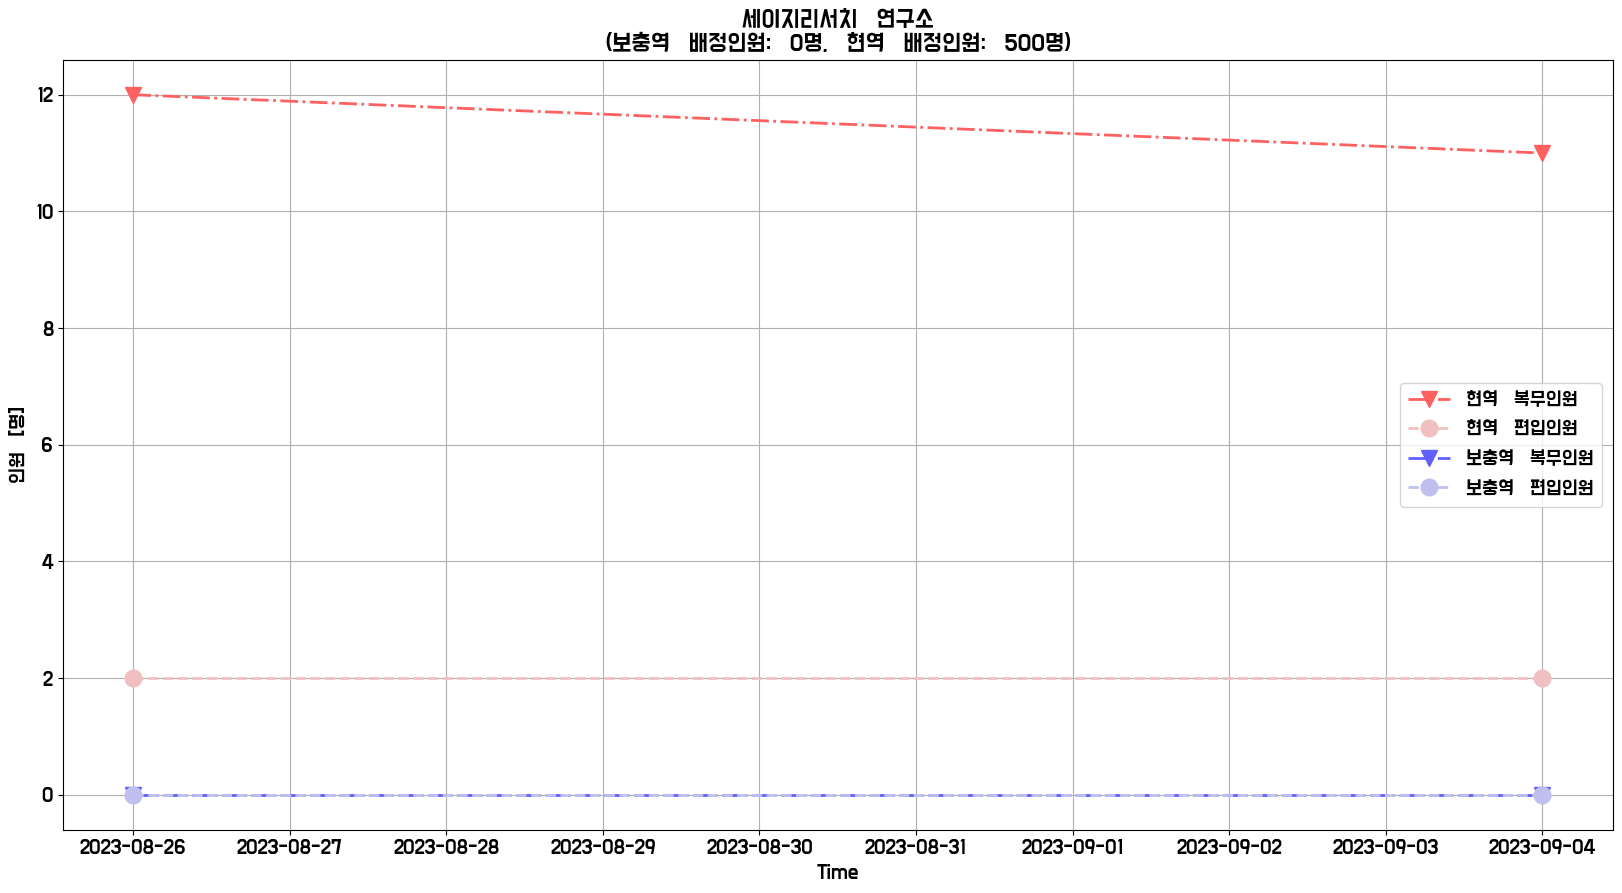 세이지리서치 연구소
(보충역 배정인원: 0명, 현역 배정인원: 500명)
12
10
8
6
4
2
0
인원 [명]
현역 복무인원
현역 편입인원
보충역 복무인원
보충역 편입인원
2023-08-26 2023-08-27 2023-08-28 2023-08-29 2023-08-30 2023-08-31 2023-09-01 2023-09-02 2023-09-03 2023-09-04
Time